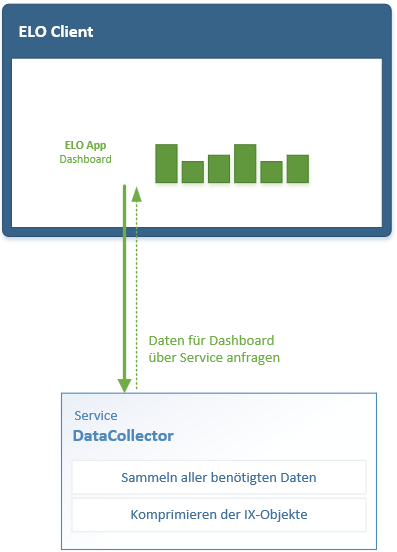 ELO Client
ELO App
Dashboard
Daten für Dashboard
über Service anfragen
Service
DataCollector
Sammeln aller benötigten Daten
Komprimieren der IX-Objekte